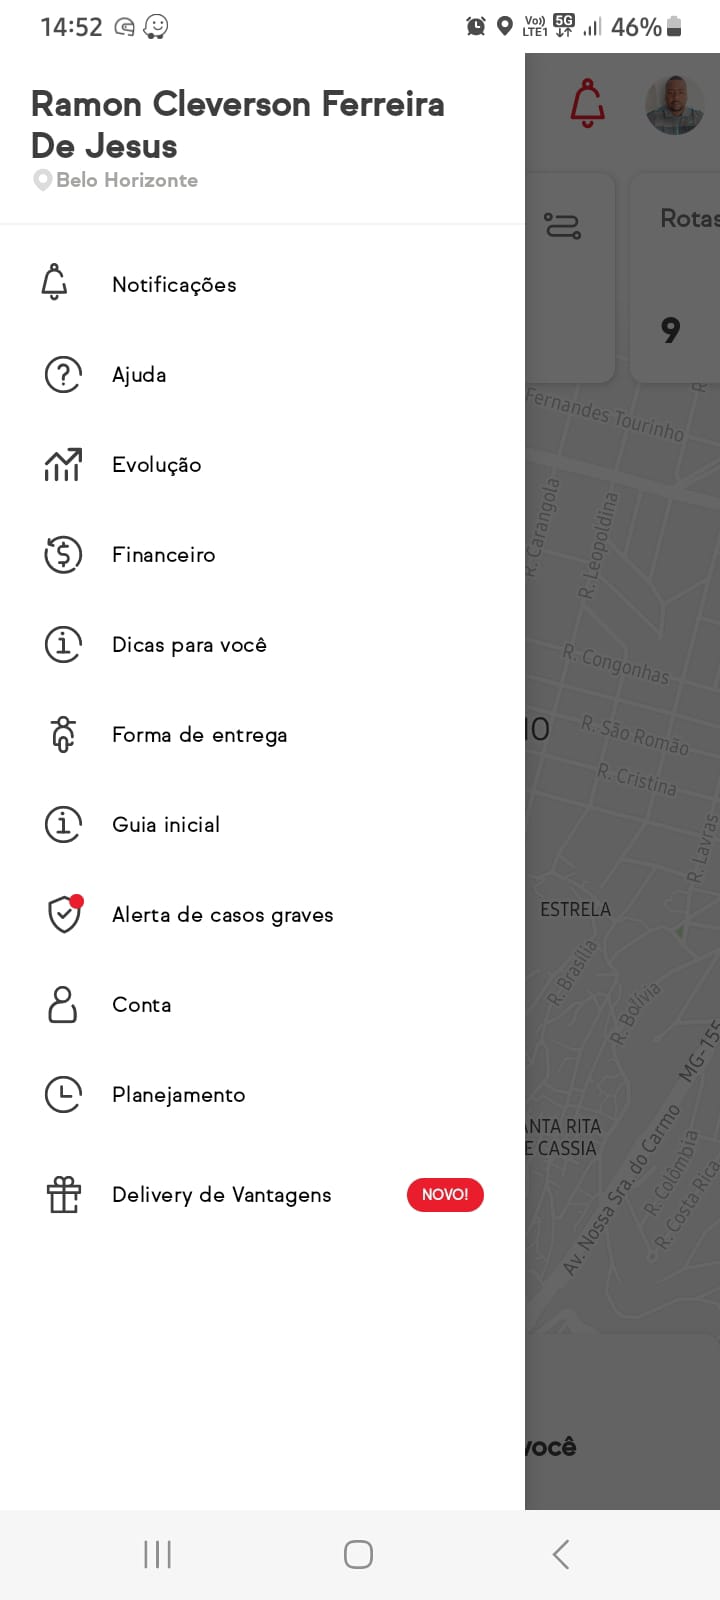 14:52
Vo)) LTE1 5G 46%
Ramon Cleverson Ferreira
De Jesus
Belo Horizonte
Notificações
Ajuda
Evolução
Financeiro
Dicas para você
Forma de entrega
Guia inicial
Alerta de casos graves
Conta
Planejamento
Delivery de Vantagens NOVO!
Rotas
9
Fernandes Tourinho
R. Carangola
R. Leopoldina
R. Congonhas
R. São Romão
R. Cristina
R. Lavras
ESTRELA
R. Brasília
R. Bolívia
MG-155
ANTA RITA
E CASSIA
Av. Nossa Sra. do Carmo
R. Colômbia
R. Costa Rica
você